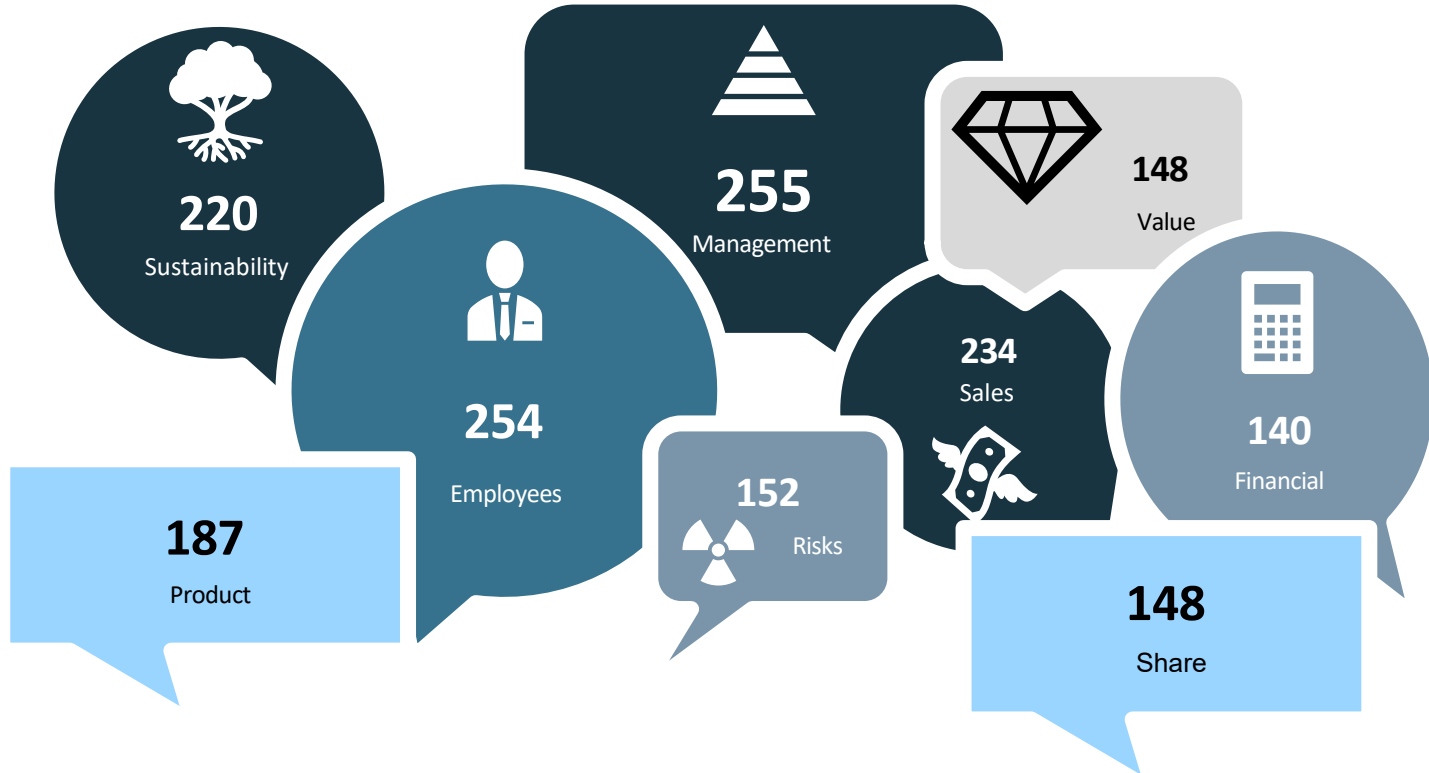 220
Sustainability
255
Management
148
Value
254
Employees
234
Sales
140
Financial
187
Product
152
Risks
148
Share